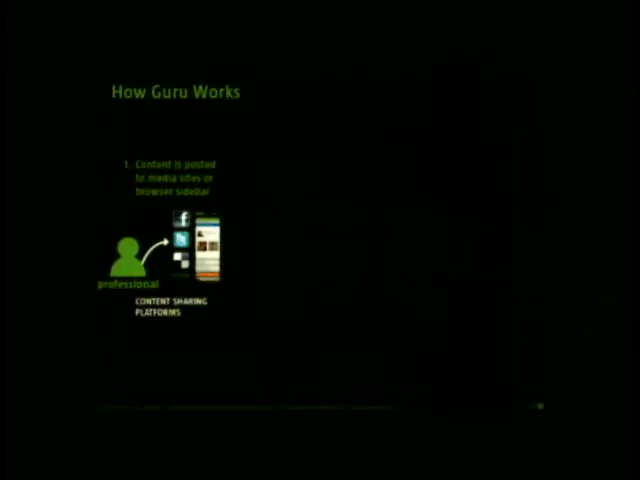 How Guru Works
1. Content is posted
to media sites or
browser sidebar
professional
CONTENT SHARING
PLATFORMS